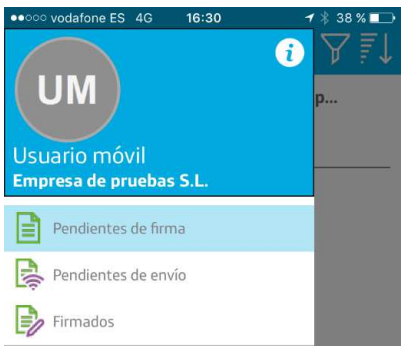 vodafone ES 4G 16:30 38 %
UM
i
p...
Usuario móvil
Empresa de pruebas S.L.
Pendientes de firma
Pendientes de envío
Firmados